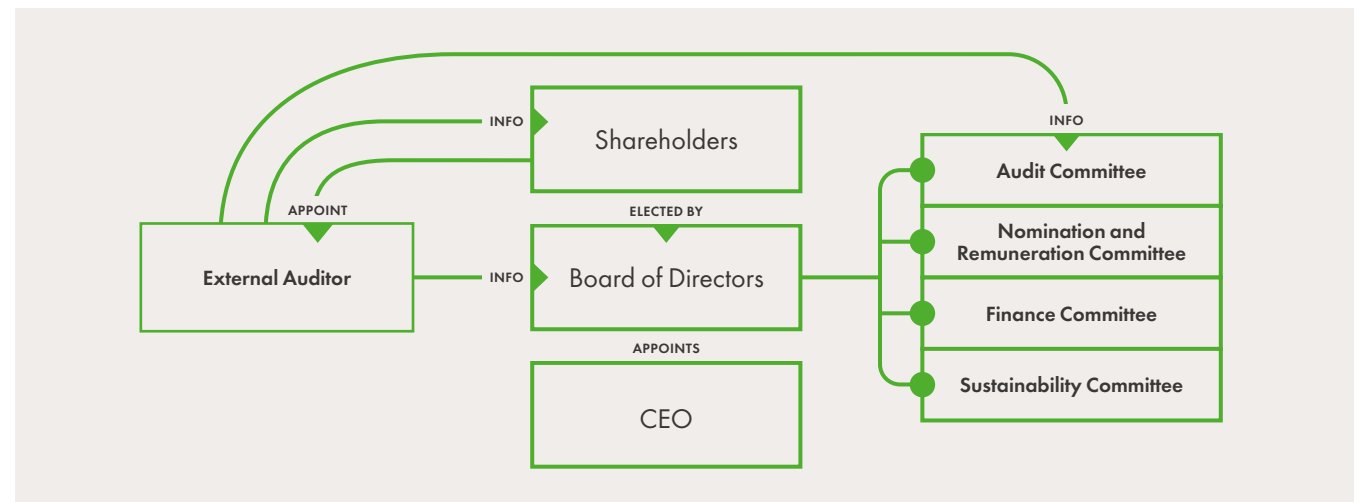 INFO
Shareholders
INFO
Audit Committee
APPOINT
ELECTED BY
Nomination and
Remuneration Committee
External Auditor
INFO
Board of Directors
Finance Committee
APPOINTS
Sustainability Committee
CEO